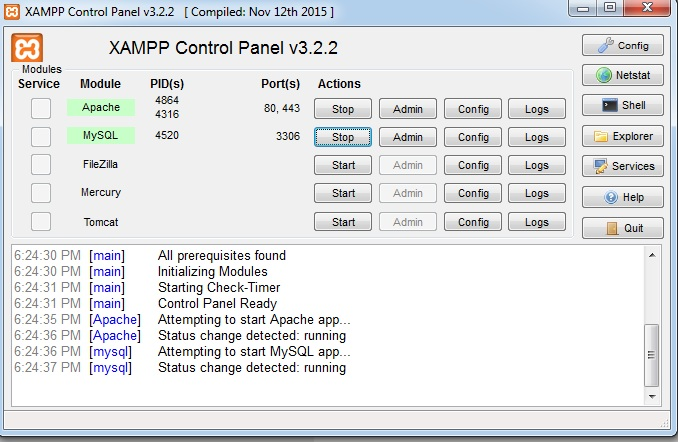 XAMPP Control Panel v3.2.2 [ Compiled: Nov 12th 2015 ]
XAMPP Control Panel v3.2.2
Config
Modules
Service Module PID(s) Port(s) Actions
Netstat
Apache 4864 4316 80, 443 Stop Admin Config Logs
Shell
MySQL 4520 3306 Stop Admin Config Logs
Explorer
FileZilla Start Admin Config Logs
Services
Mercury Start Admin Config Logs
Help
Tomcat Start Admin Config Logs
Quit
6:24:30 PM [main] All prerequisites found
6:24:30 PM [main] Initializing Modules
6:24:31 PM [main] Starting Check-Timer
6:24:31 PM [main] Control Panel Ready
6:24:35 PM [Apache] Attempting to start Apache app...
6:24:36 PM [Apache] Status change detected: running
6:24:36 PM [mysql] Attempting to start MySQL app...
6:24:37 PM [mysql] Status change detected: running